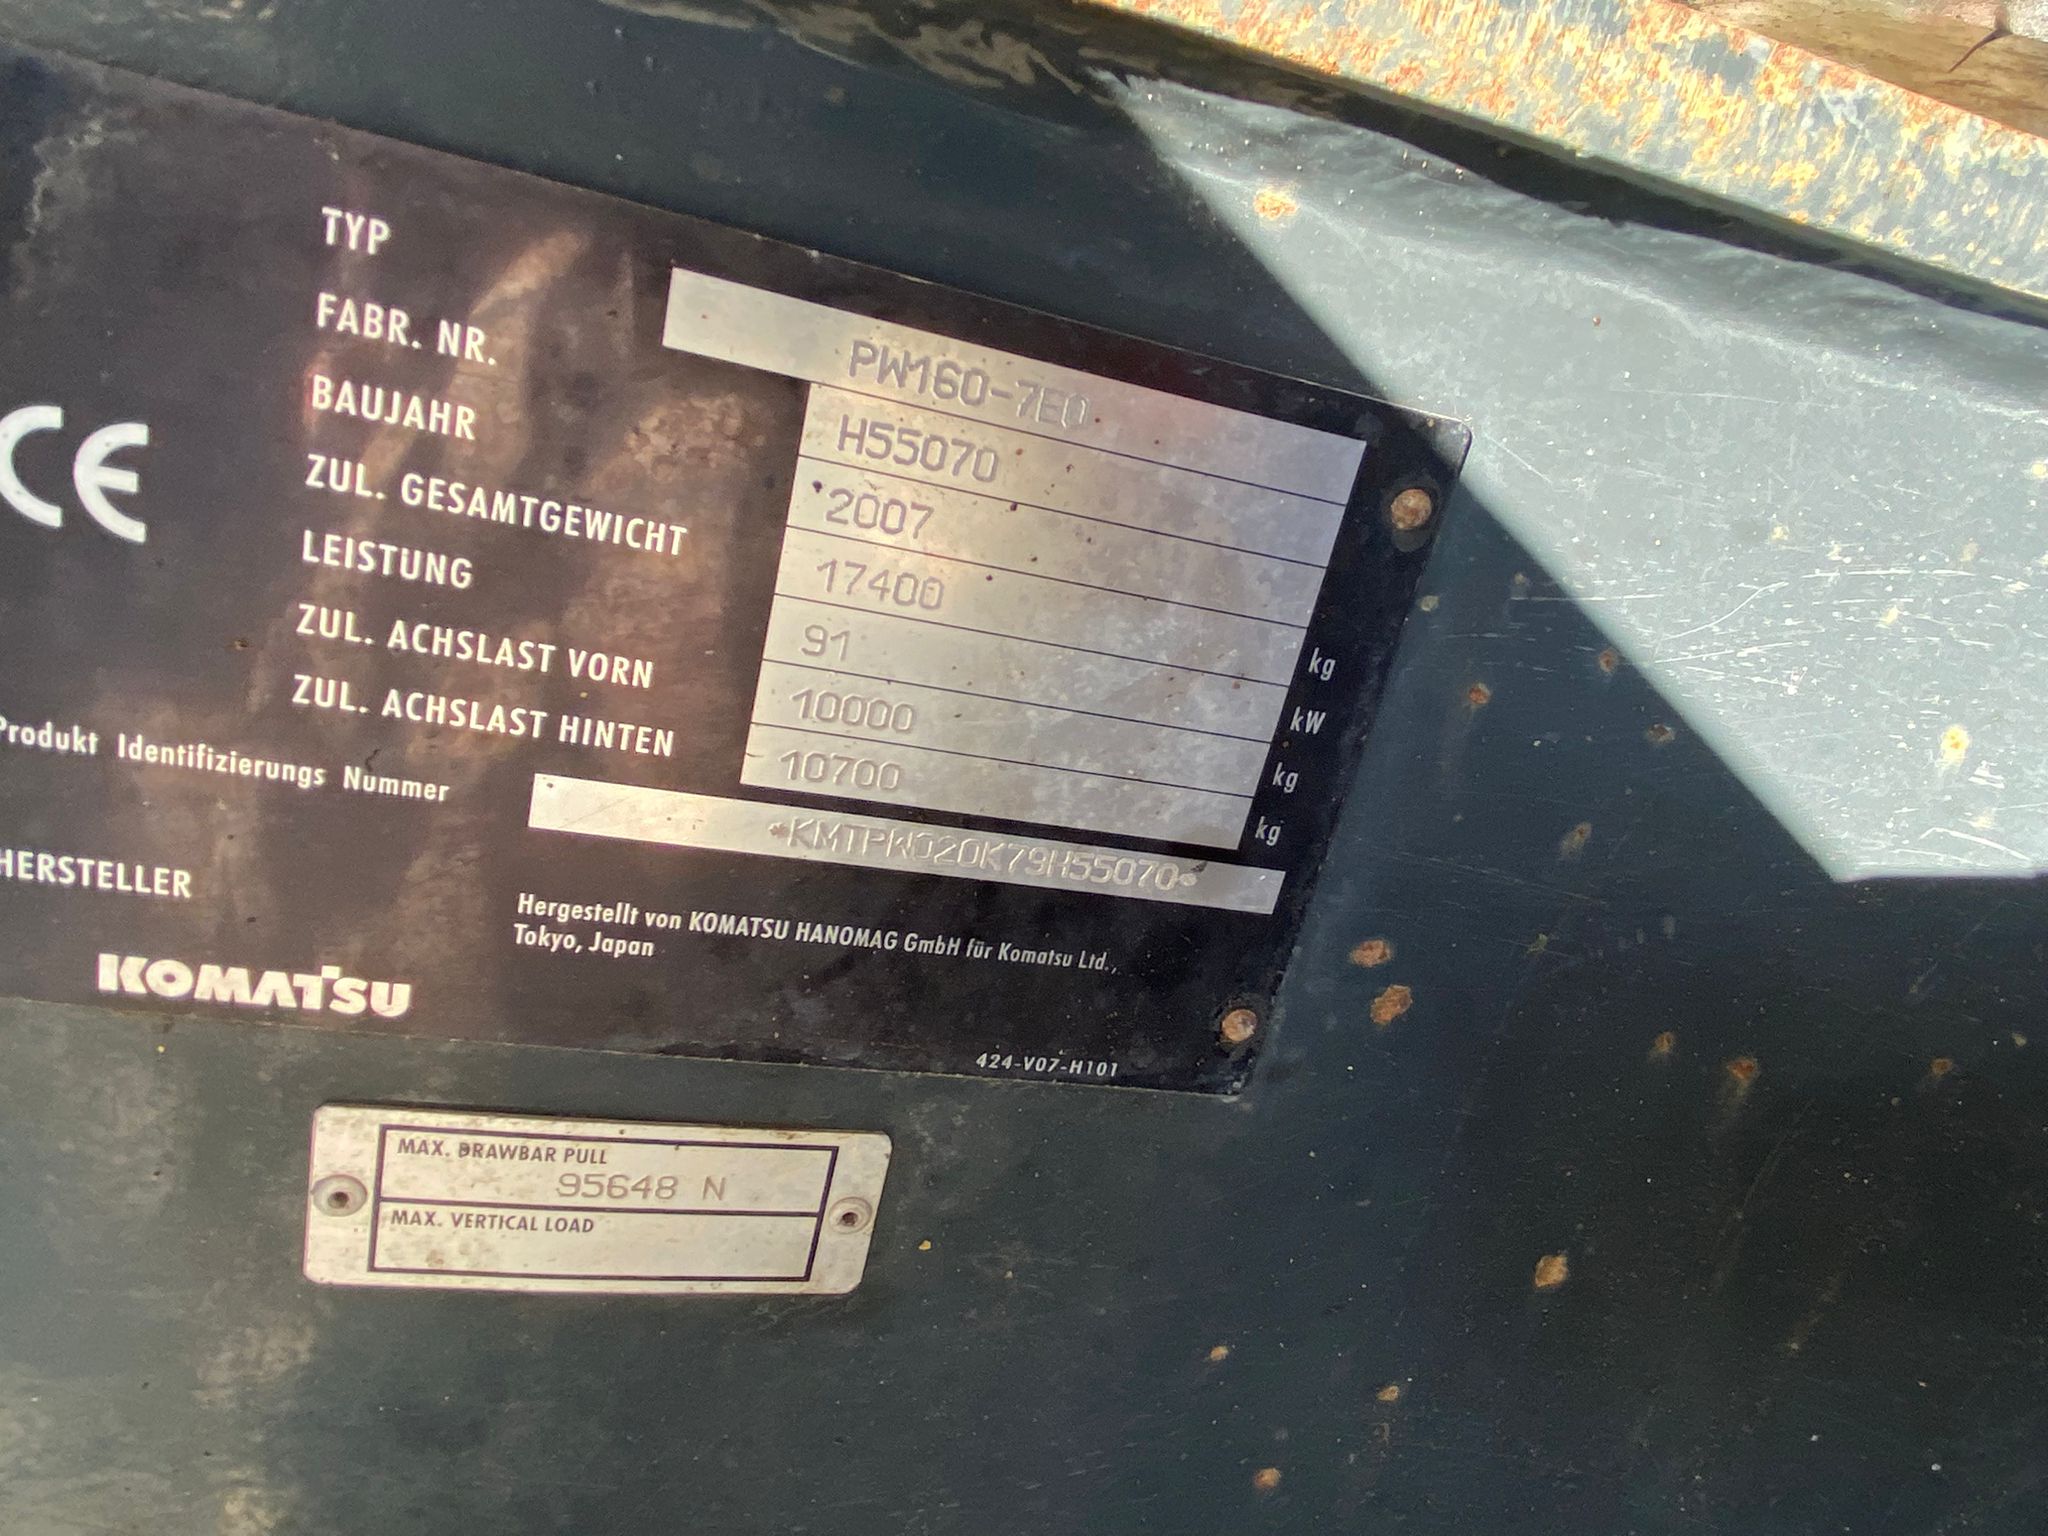 CE
TYP PW160-7E0
FABR. NR. H55070
BAUJAHR 2007
ZUL. GESAMTGEWICHT 17400 kg
LEISTUNG 91 kW
ZUL. ACHSLAST VORN 10000 kg
ZUL. ACHSLAST HINTEN 10700 kg
Produkt Identifizierungs Nummer *KMTPW020K79H55070*
HERSTELLER
Hergestellt von KOMATSU HANOMAG GmbH für Komatsu Ltd.,
Tokyo, Japan
KOMATSU
424-V07-H101
MAX. DRAWBAR PULL
95648 N
MAX. VERTICAL LOAD